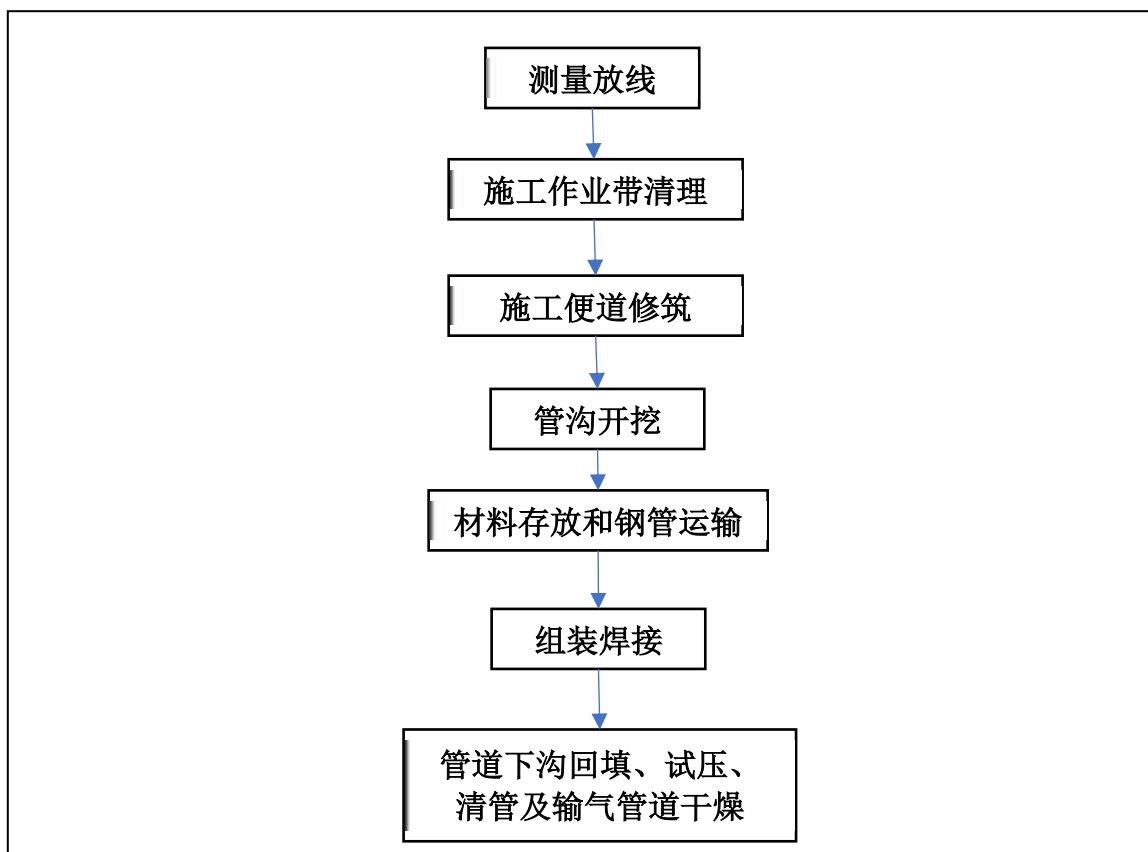 测量放线
施工作业带清理
施工便道修筑
管沟开挖
材料存放和钢管运输
组装焊接
管道下沟回填、试压、
清管及输气管道干燥